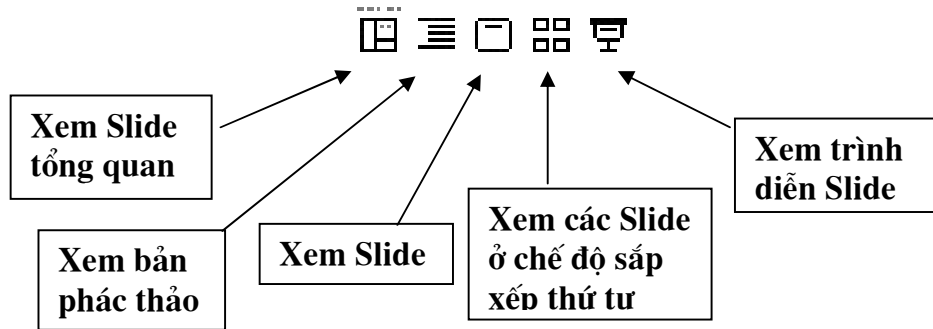 Xem Slide
tổng quan
Xem bản
phác thảo
Xem Slide
Xem các Slide
ở chế độ sắp
xếp thứ tư
Xem trình
diễn Slide